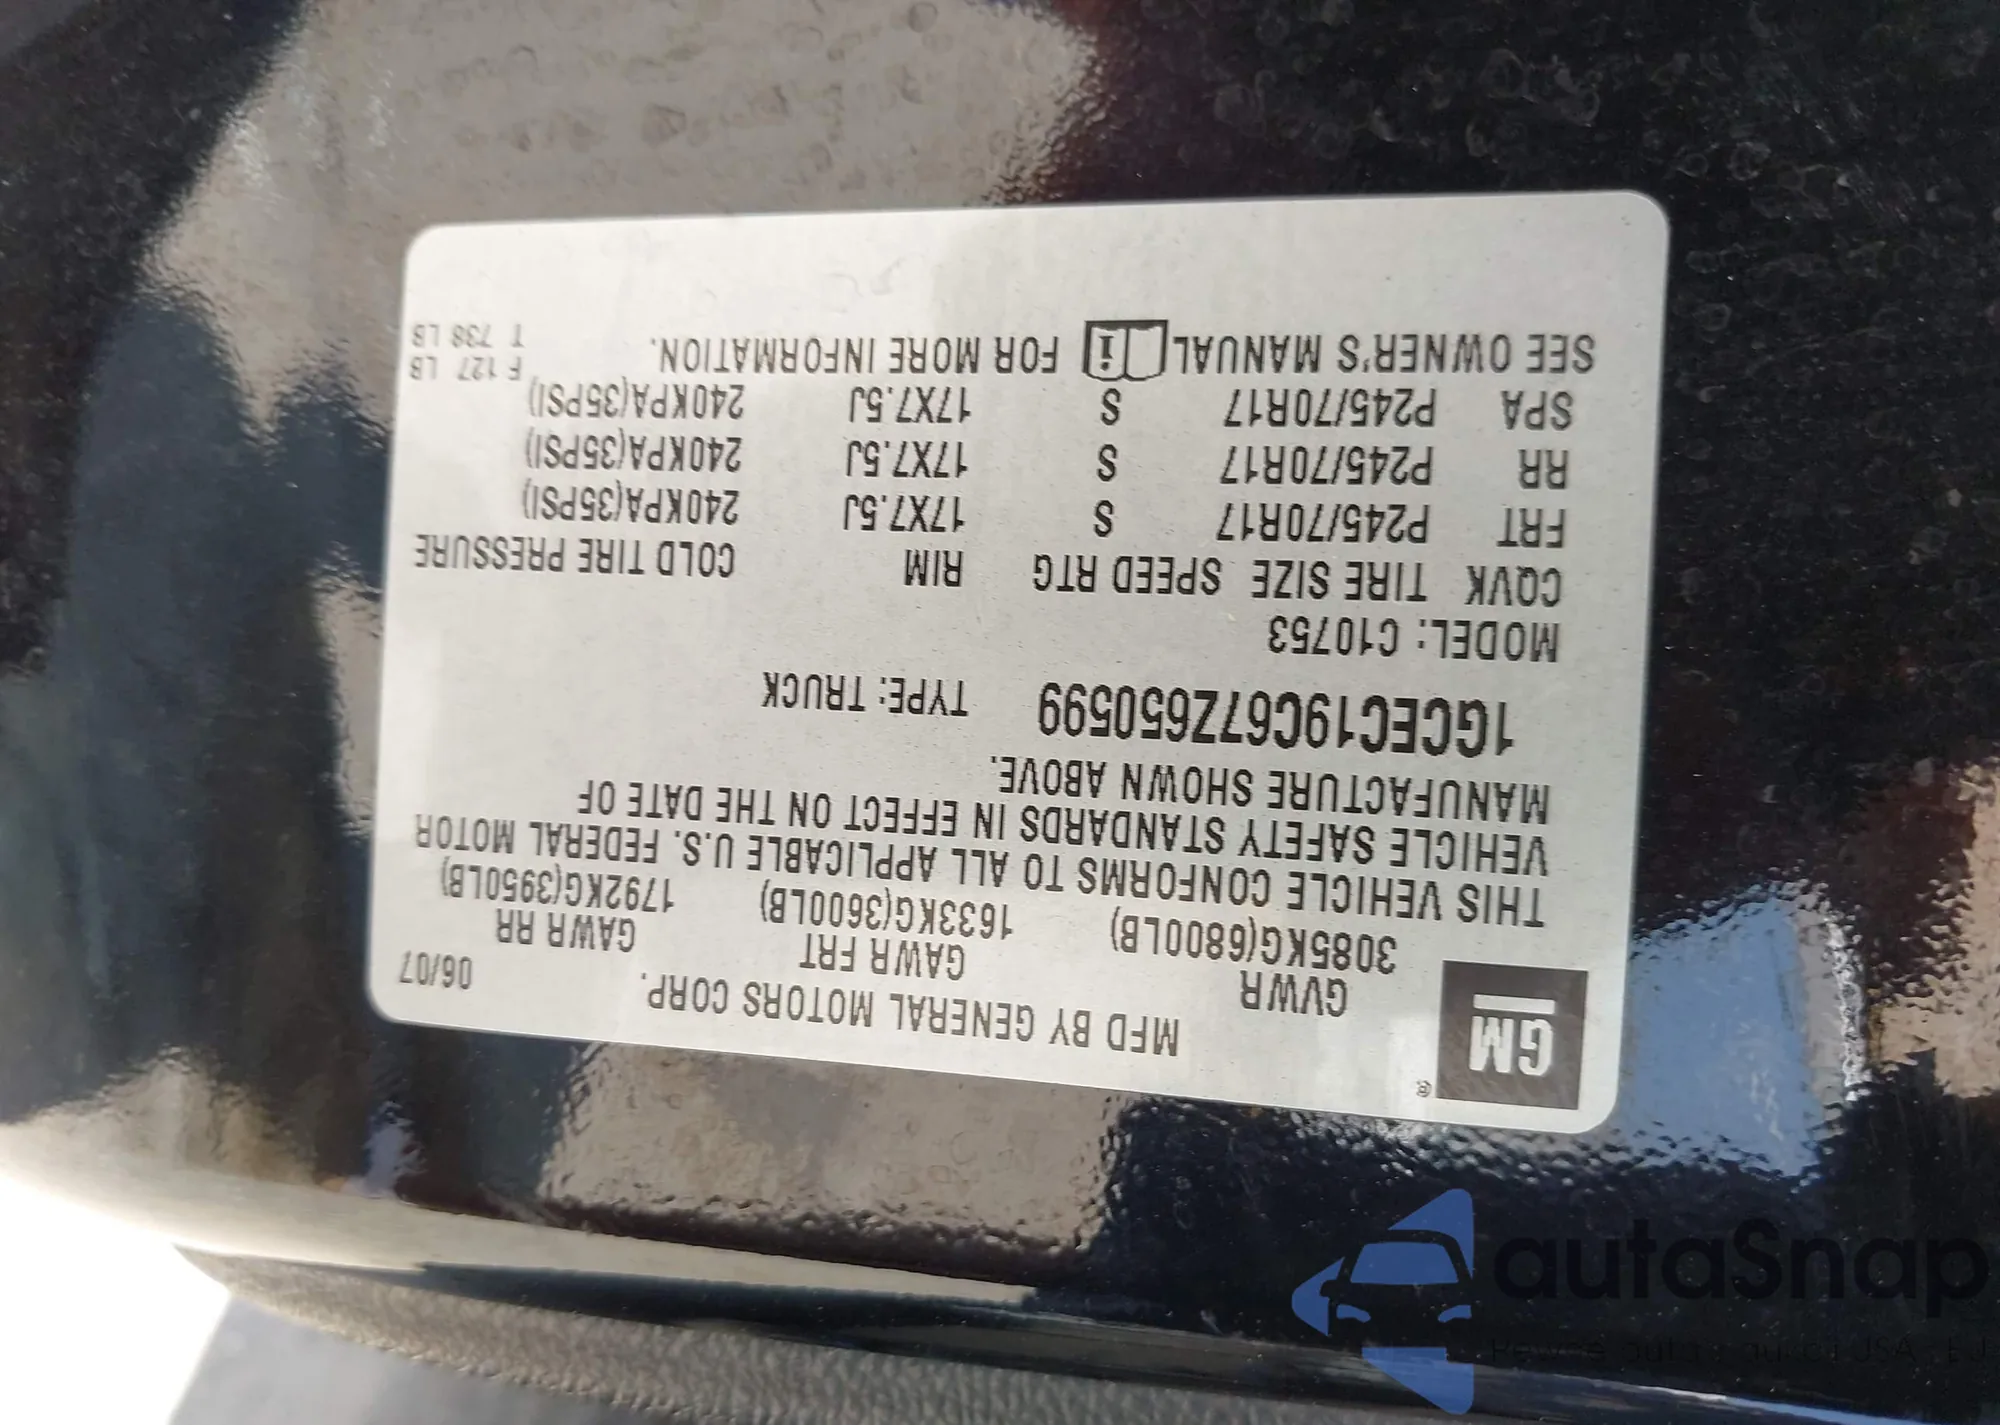 GM ®
MFD BY GENERAL MOTORS CORP. 06/07
GVWR GAWR FRT GAWR RR
3085KG(6800LB) 1633KG(3600LB) 1792KG(3950LB)
THIS VEHICLE CONFORMS TO ALL APPLICABLE U.S. FEDERAL MOTOR
VEHICLE SAFETY STANDARDS IN EFFECT ON THE DATE OF
MANUFACTURE SHOWN ABOVE.
1GCEC19C67Z650599 TYPE: TRUCK
MODEL: C10753
CQVK TIRE SIZE SPEED RTG RIM COLD TIRE PRESSURE
FRT P245/70R17 S 17X7.5J 240KPA(35PSI)
RR P245/70R17 S 17X7.5J 240KPA(35PSI)
SPA P245/70R17 S 17X7.5J 240KPA(35PSI)
SEE OWNER'S MANUAL i FOR MORE INFORMATION.
F 127 LB
T 738 LB
autaSnap
auta z USA